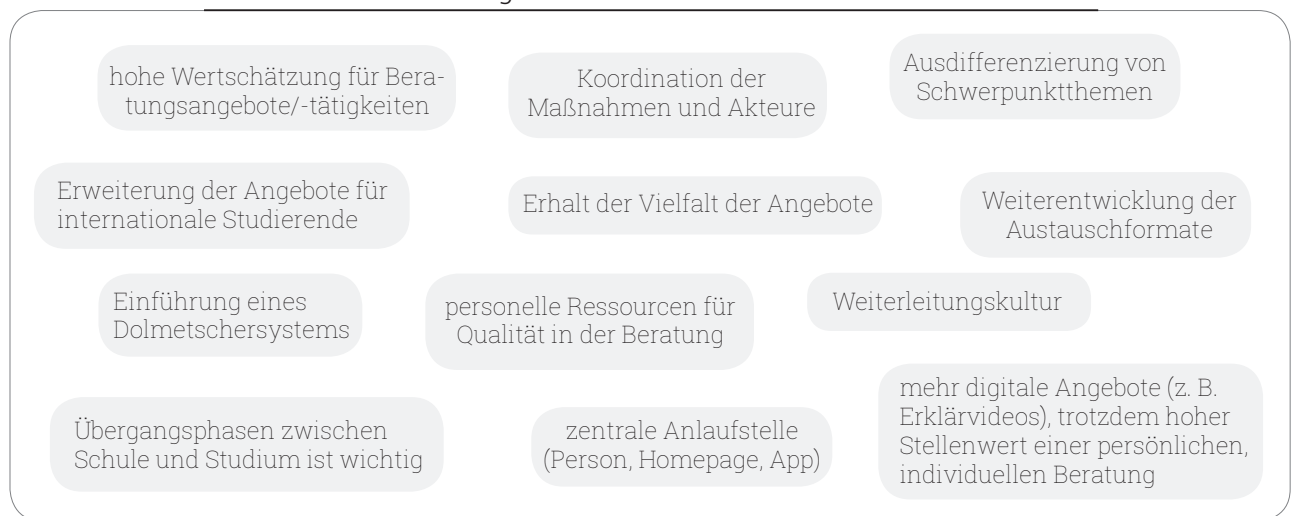 hohe Wertschätzung für Bera-
tungsangebote/-tätigkeiten
Koordination der
Maßnahmen und Akteure
Ausdifferenzierung von
Schwerpunktthemen
Erweiterung der Angebote für
internationale Studierende
Erhalt der Vielfalt der Angebote
Weiterentwicklung der
Austauschformate
Einführung eines
Dolmetschersystems
personelle Ressourcen für
Qualität in der Beratung
Weiterleitungskultur
Übergangsphasen zwischen
Schule und Studium ist wichtig
zentrale Anlaufstelle
(Person, Homepage, App)
mehr digitale Angebote (z. B.
Erklärvideos), trotzdem hoher
Stellenwert einer persönlichen,
individuellen Beratung